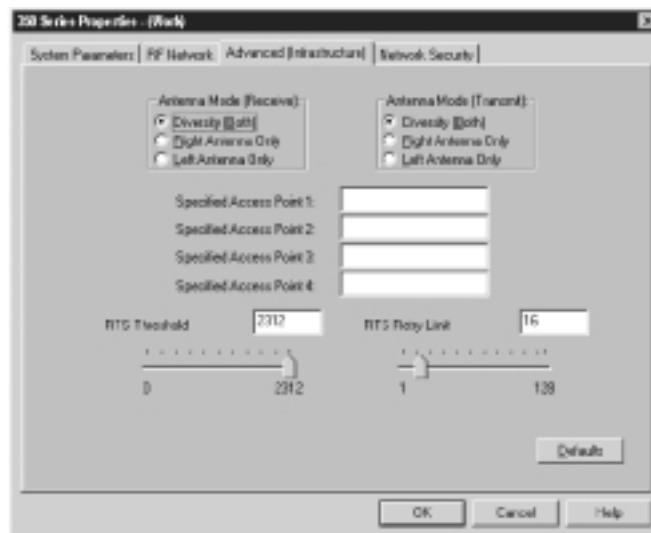 350 Series Properties - (Work)
System Parameters | RF Network | Advanced (Infrastructure) | Network Security
Antenna Mode (Receive):
Diversity (Both)
Right Antenna Only
Left Antenna Only
Antenna Mode (Transmit):
Diversity (Both)
Right Antenna Only
Left Antenna Only
Specified Access Point 1:
Specified Access Point 2:
Specified Access Point 3:
Specified Access Point 4:
RTS Threshold 2312
0 2312
RTS Retry Limit 16
1 128
Defaults
OK Cancel Help